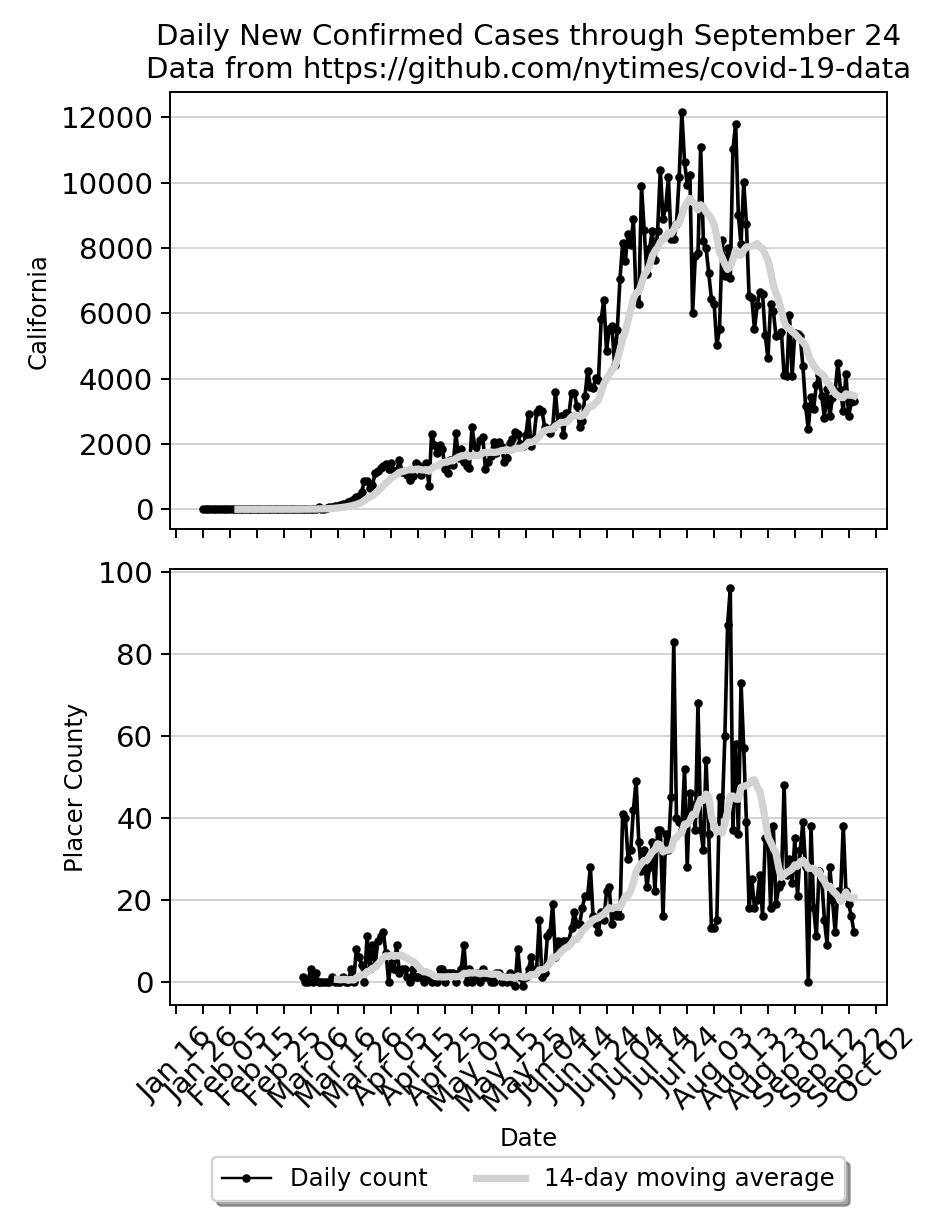 Daily New Confirmed Cases through September 24
Data from https://github.com/nytimes/covid-19-data
12000
10000
8000
6000
4000
2000
0
California
100
80
60
40
20
0
Placer County
Jan 16
Jan 26
Feb 05
Feb 15
Feb 25
Mar 06
Mar 16
Mar 26
Apr 05
Apr 15
Apr 25
May 05
May 15
May 25
Jun 04
Jun 14
Jun 24
Jul 04
Jul 14
Jul 24
Aug 03
Aug 13
Aug 23
Sep 02
Sep 12
Sep 22
Oct 02
Date
Daily count
14-day moving average